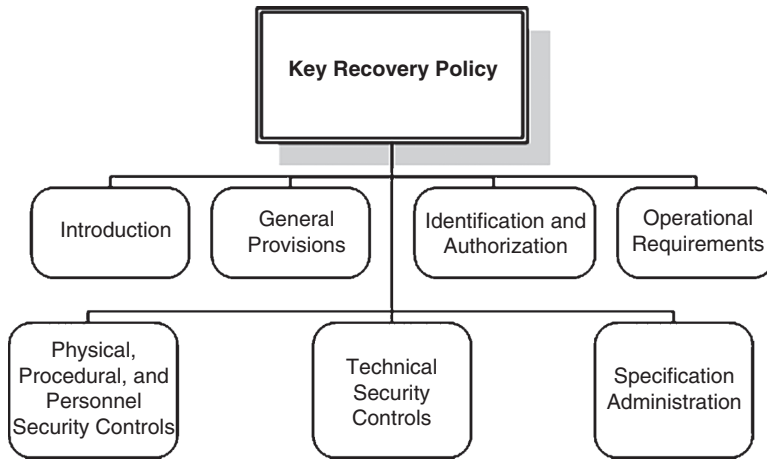 Key Recovery Policy
Introduction
General
Provisions
Identification and
Authorization
Operational
Requirements
Physical,
Procedural, and
Personnel
Security Controls
Technical
Security
Controls
Specification
Administration